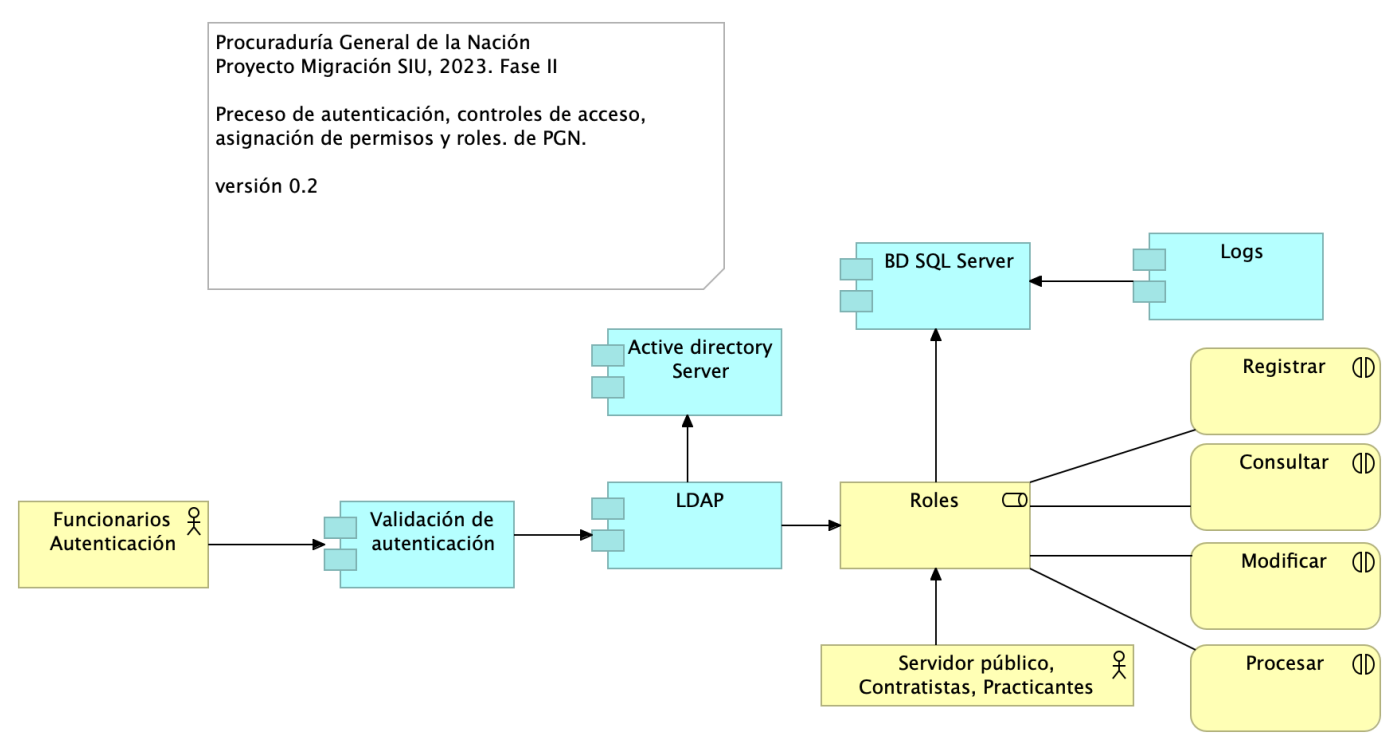 Procuraduría General de la Nación
Proyecto Migración SIU, 2023. Fase II
Preceso de autenticación, controles de acceso,
asignación de permisos y roles. de PGN.
versión 0.2
BD SQL Server
Logs
Active directory
Server
Registrar
Consultar
Funcionarios
Autenticación
Validación de
autenticación
LDAP
Roles
Modificar
Servidor público,
Contratistas, Practicantes
Procesar